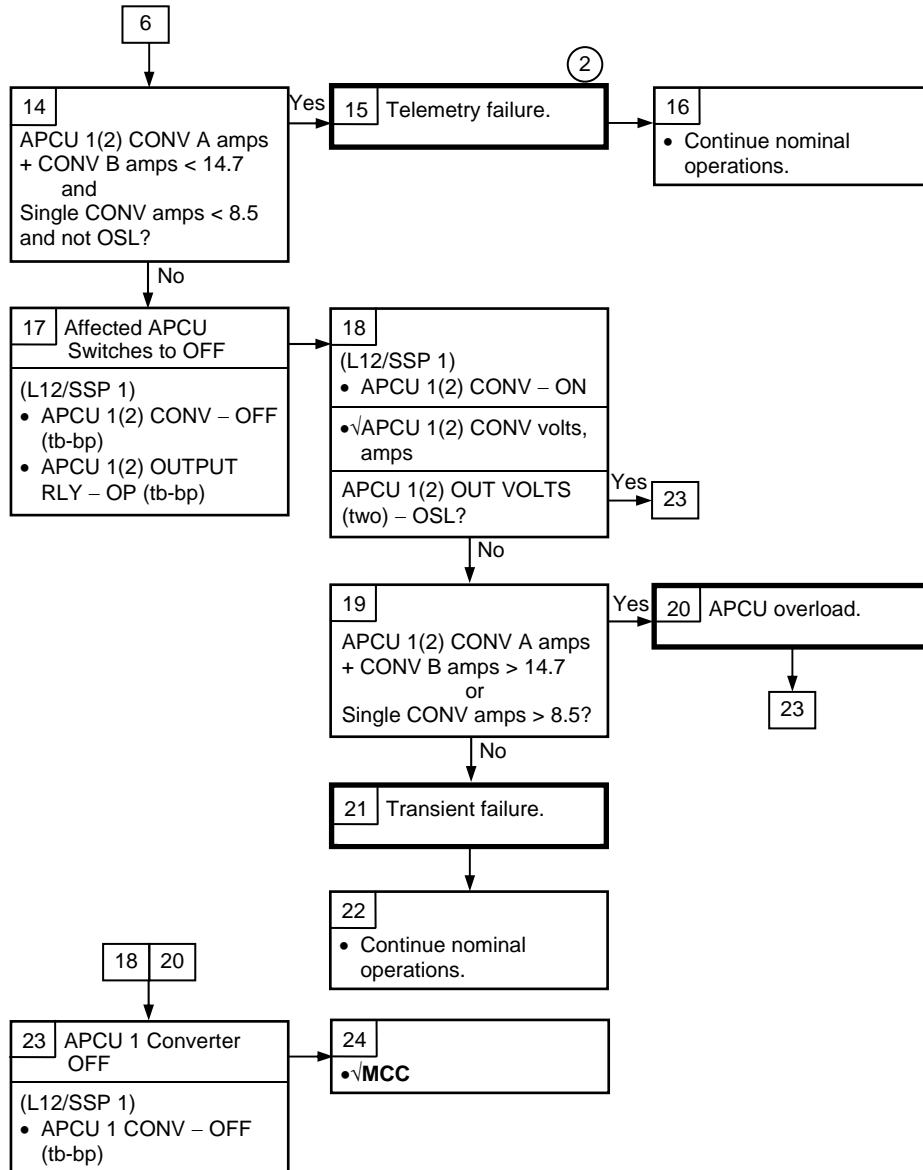 6
14
APCU 1(2) CONV A amps
+ CONV B amps < 14.7
and
Single CONV amps < 8.5
and not OSL?
Yes
2
15 Telemetry failure.
16
• Continue nominal
operations.
No
17 Affected APCU
Switches to OFF
(L12/SSP 1)
• APCU 1(2) CONV – OFF
(tb-bp)
• APCU 1(2) OUTPUT
RLY – OP (tb-bp)
18
(L12/SSP 1)
• APCU 1(2) CONV – ON
•√APCU 1(2) CONV volts,
amps
APCU 1(2) OUT VOLTS
(two) – OSL?
Yes
23
No
19
APCU 1(2) CONV A amps
+ CONV B amps > 14.7
or
Single CONV amps > 8.5?
Yes
20 APCU overload.
23
No
21 Transient failure.
22
• Continue nominal
operations.
18 20
23 APCU 1 Converter
OFF
(L12/SSP 1)
• APCU 1 CONV – OFF
(tb-bp)
24
•√MCC